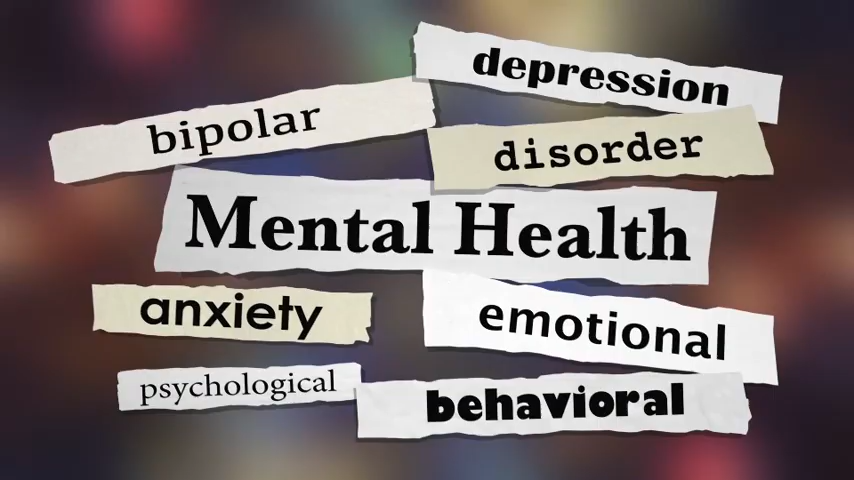 depression
bipolar
disorder
Mental Health
anxiety
emotional
psychological
behavioral